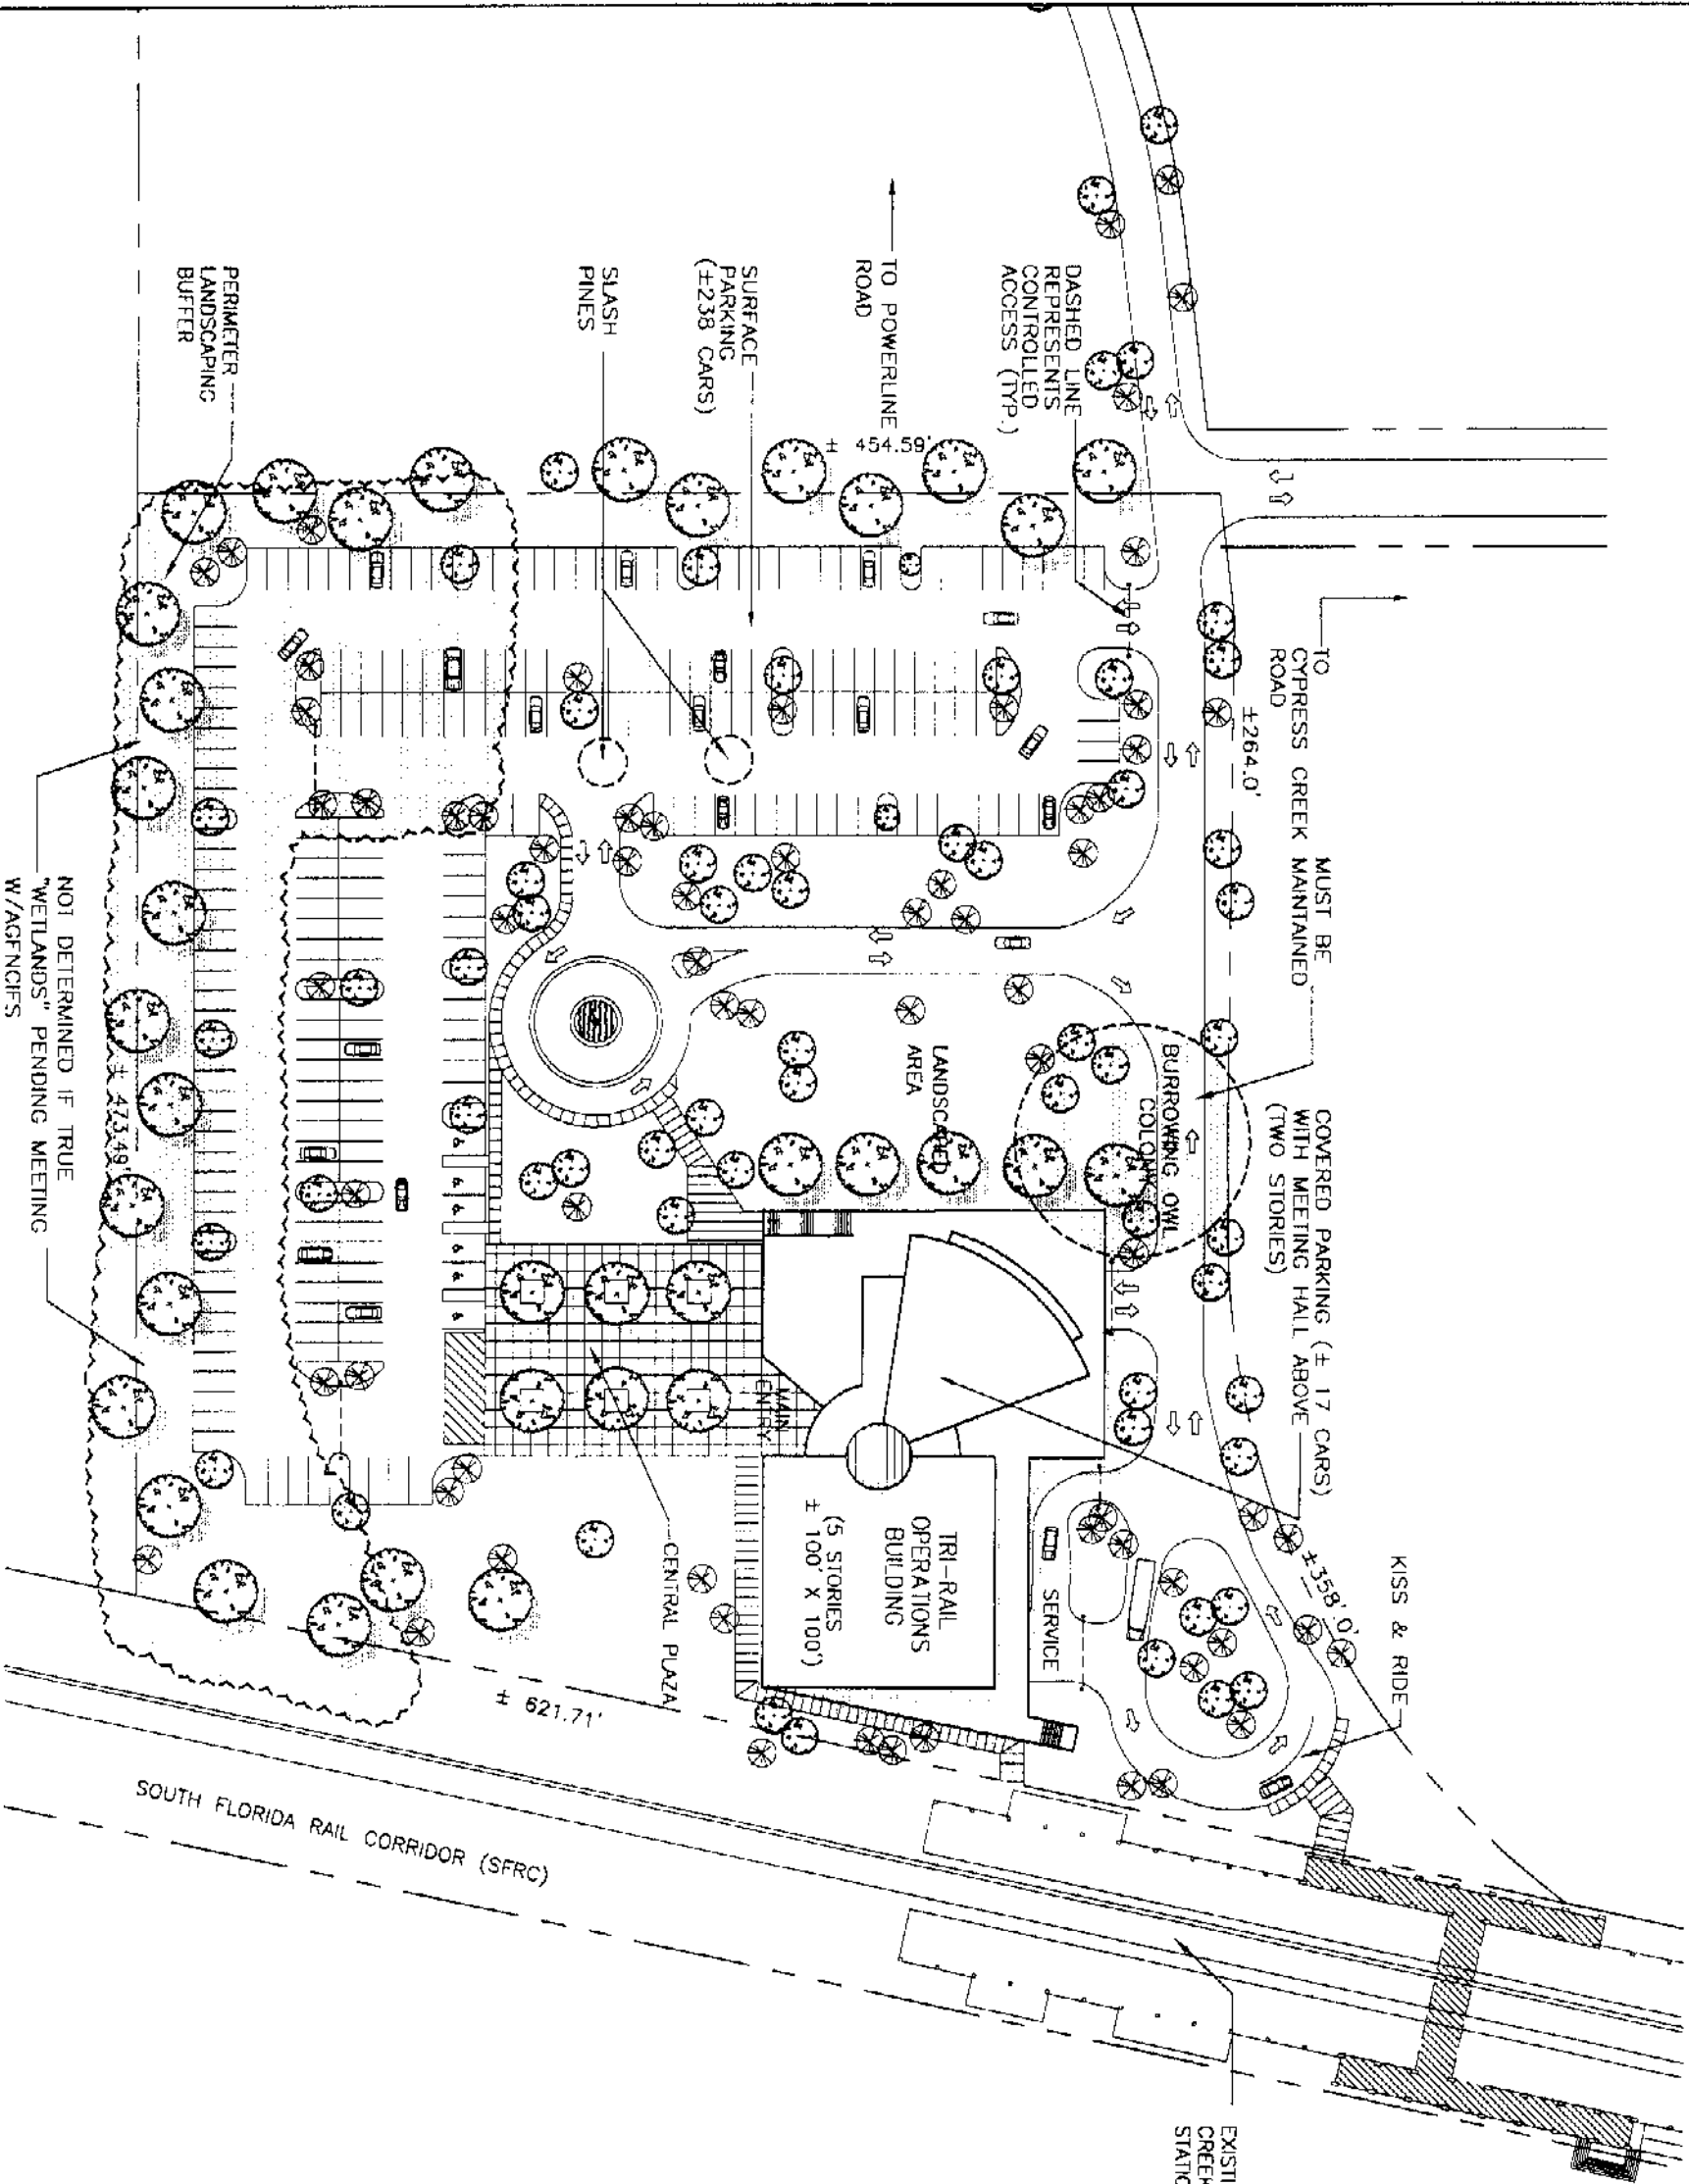 EXISTI
CREEK
STATIO
KISS & RIDE
±358'.0'
COVERED PARKING (± 17 CARS)
WITH MEETING HALL ABOVE
(TWO STORIES)
MUST BE
MAINTAINED
TO
CYPRESS CREEK
ROAD
±264.0'
BURROWING OWL
COLONY
DASHED LINE
REPRESENTS
CONTROLLED
ACCESS (TYP.)
TO POWERLINE
ROAD
± 454.59'
SURFACE
PARKING
(±238 CARS)
SLASH
PINES
PERIMETER
LANDSCAPING
BUFFER
LANDSCAPED
AREA
MAIN
ENTRY
TRI-RAIL
OPERATIONS
BUILDING
(5 STORIES
± 100' X 100')
SERVICE
CENTRAL PLAZA
± 621.71'
± 473.49'
NOT DETERMINED IF TRUE
"WETLANDS" PENDING MEETING
W/AGENCIES
SOUTH FLORIDA RAIL CORRIDOR (SFRC)